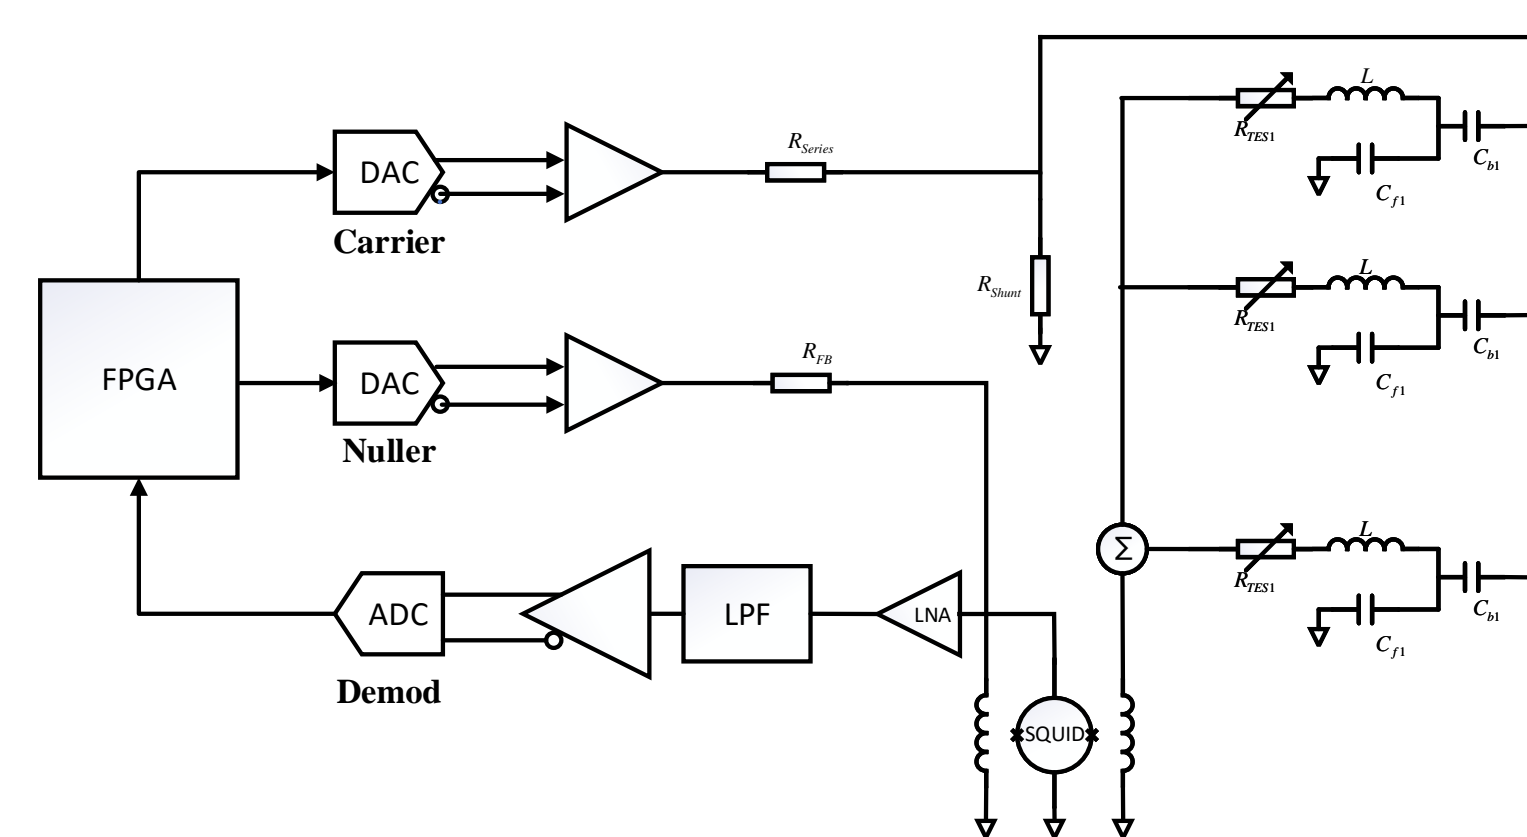 L
R_TES1
C_b1
C_f1
R_Series
DAC
Carrier
R_Shunt
L
R_TES1
C_b1
C_f1
R_FB
FPGA
DAC
Nuller
Σ
L
R_TES1
C_b1
C_f1
ADC
LPF
LNA
Demod
SQUID